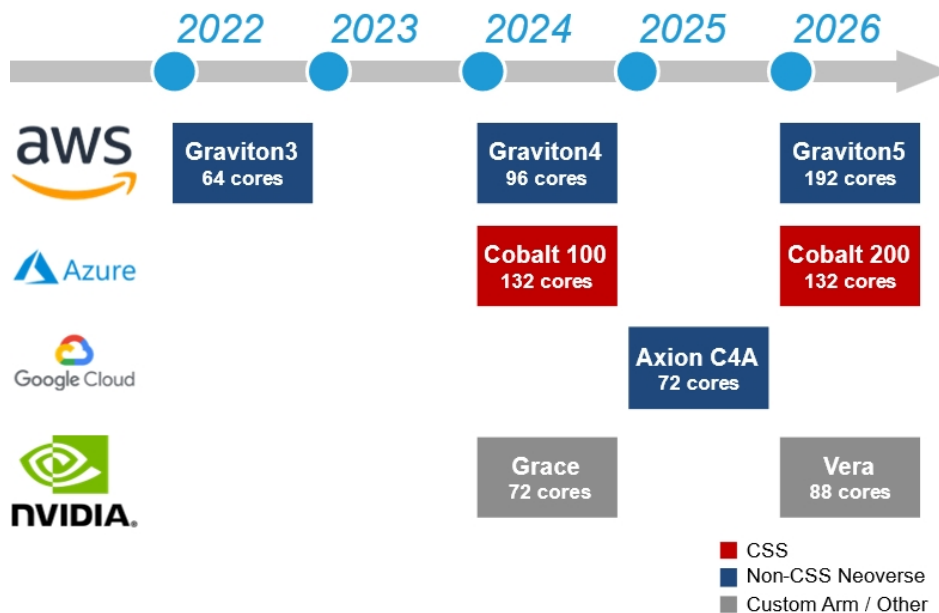 2022 2023 2024 2025 2026
aws
Graviton3
64 cores
Graviton4
96 cores
Graviton5
192 cores
Azure
Cobalt 100
132 cores
Cobalt 200
132 cores
Google Cloud
Axion C4A
72 cores
NVIDIA.
Grace
72 cores
Vera
88 cores
CSS
Non-CSS Neoverse
Custom Arm / Other